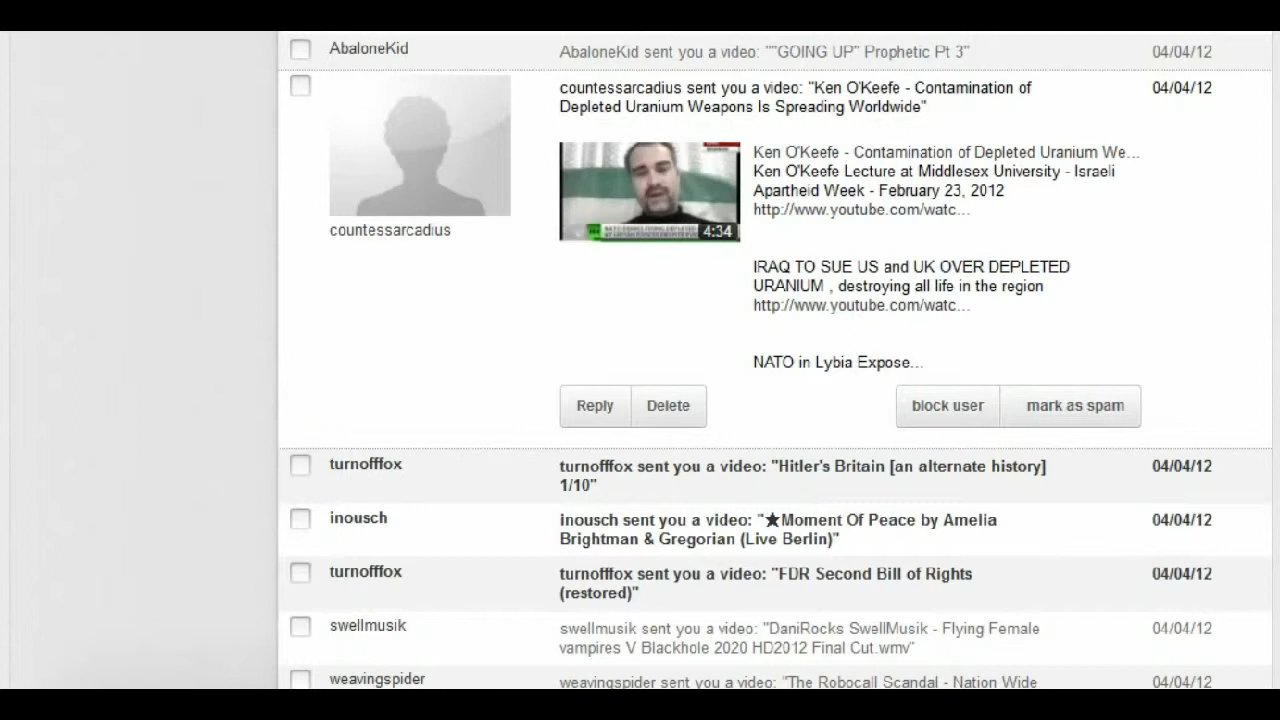 AbaloneKid
AbaloneKid sent you a video: ""GOING UP" Prophetic Pt 3"
04/04/12
countessarcadius sent you a video: "Ken O'Keefe - Contamination of
Depleted Uranium Weapons Is Spreading Worldwide"
04/04/12
countessarcadius
4:34
Ken O'Keefe - Contamination of Depleted Uranium We...
Ken O'Keefe Lecture at Middlesex University - Israeli
Apartheid Week - February 23, 2012
http://www.youtube.com/watc...
IRAQ TO SUE US and UK OVER DEPLETED
URANIUM , destroying all life in the region
http://www.youtube.com/watc...
NATO in Lybia Expose...
Reply
Delete
block user
mark as spam
turnofffox
turnofffox sent you a video: "Hitler's Britain [an alternate history]
1/10"
04/04/12
inousch
inousch sent you a video: "★Moment Of Peace by Amelia
Brightman & Gregorian (Live Berlin)"
04/04/12
turnofffox
turnofffox sent you a video: "FDR Second Bill of Rights
(restored)"
04/04/12
swellmusik
swellmusik sent you a video: "DaniRocks SwellMusik - Flying Female
vampires V Blackhole 2020 HD2012 Final Cut.wmv"
04/04/12
weavingspider
weavingspider sent you a video: "The Robocall Scandal - Nation Wide
04/04/12